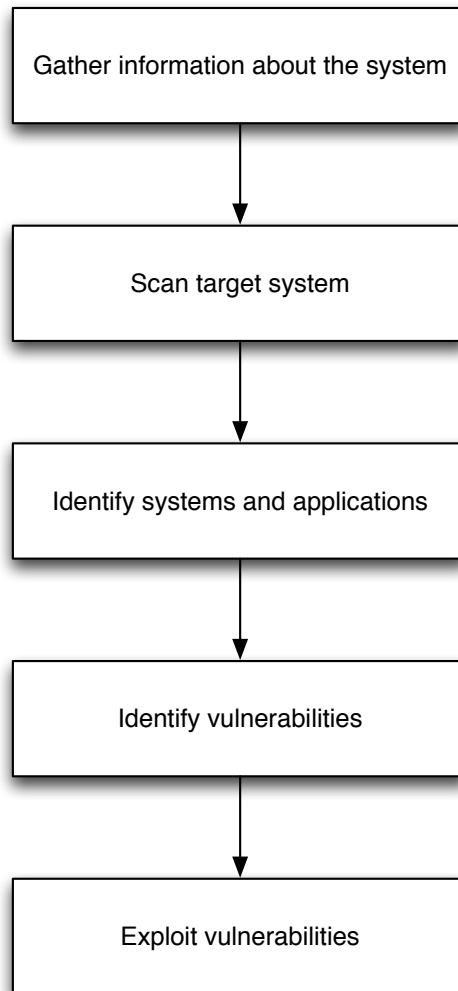 Gather information about the system
Scan target system
Identify systems and applications
Identify vulnerabilities
Exploit vulnerabilities